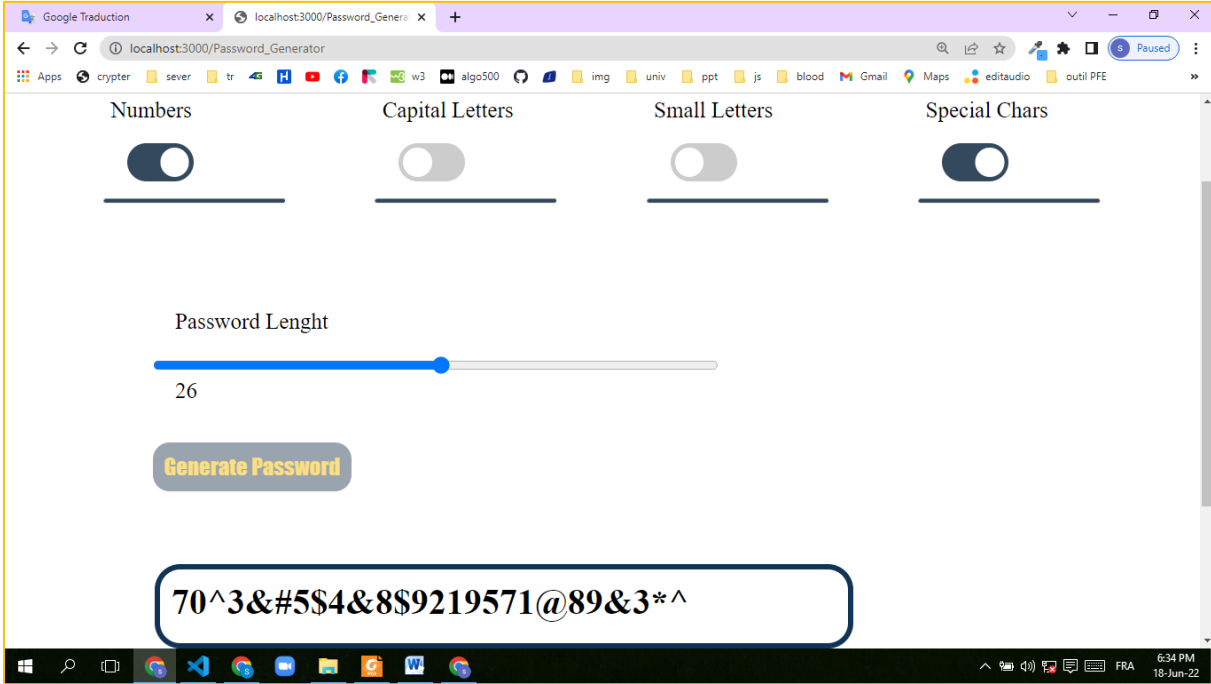 Google Traduction
localhost:3000/Password_Genera
localhost:3000/Password_Generator
Paused
Apps crypter sever tr w3 algo500 img univ ppt js blood Gmail Maps editaudio outil PFE
Numbers Capital Letters Small Letters Special Chars
Password Lenght
26
Generate Password
70^3&#5$4&8$9219571@89&3*^
FRA
6:34 PM
18-Jun-22